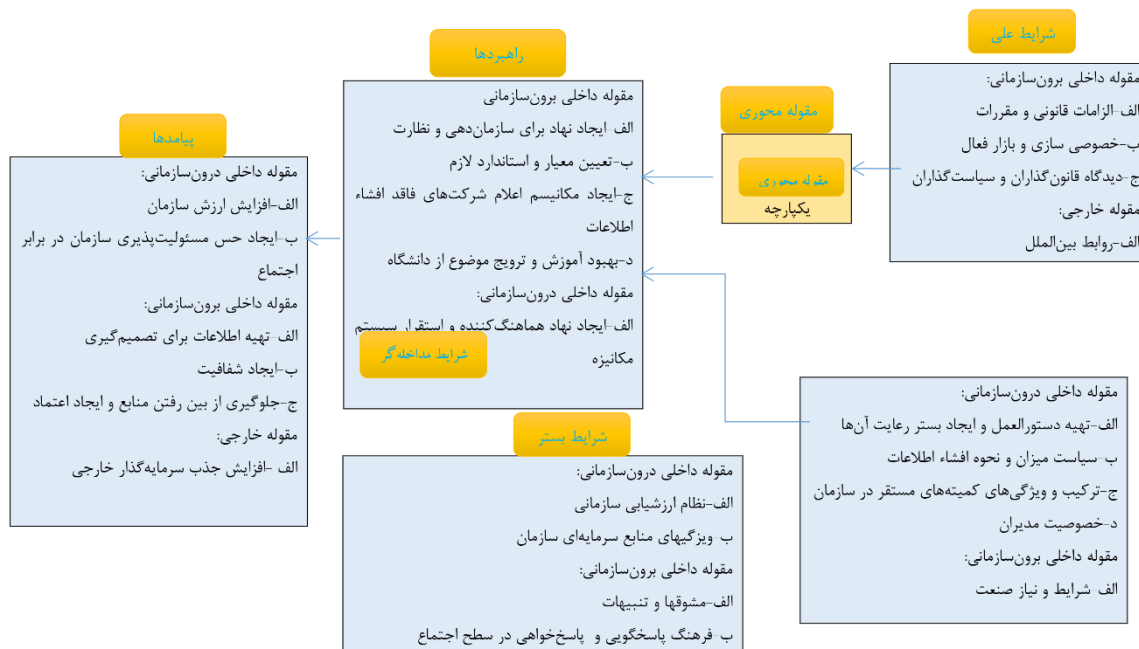 شرایط علی
مقوله داخلی برون‌سازمانی:
الف-الزامات قانونی و مقررات
ب-خصوصی سازی و بازار فعال
ج-دیدگاه قانون‌گذاران و سیاست‌گذاران
مقوله خارجی:
الف-روابط بین‌الملل
مقوله محوری
مقوله محوری
یکپارچه
راهبردها
مقوله داخلی برون‌سازمانی
الف-ایجاد نهاد برای سازمان‌دهی و نظارت
ب-تعیین معیار و استاندارد لازم
ج-ایجاد مکانیسم اعلام شرکت‌های فاقد افشاء
اطلاعات
د-بهبود آموزش و ترویج موضوع از دانشگاه
مقوله داخلی درون‌سازمانی:
الف-ایجاد نهاد هماهنگ‌کننده و استقرار سیستم
مکانیزه
شرایط مداخله‌گر
پیامدها
مقوله داخلی درون‌سازمانی:
الف-افزایش ارزش سازمان
ب-ایجاد حس مسئولیت‌پذیری سازمان در برابر
اجتماع
مقوله داخلی برون‌سازمانی:
الف-تهیه اطلاعات برای تصمیم‌گیری
ب-ایجاد شفافیت
ج-جلوگیری از بین رفتن منابع و ایجاد اعتماد
مقوله خارجی:
الف -افزایش جذب سرمایه‌گذار خارجی
مقوله داخلی درون‌سازمانی:
الف-تهیه دستورالعمل و ایجاد بستر رعایت آن‌ها
ب-سیاست میزان و نحوه افشاء اطلاعات
ج-ترکیب و ویژگی‌های کمیته‌های مستقر در سازمان
د-خصوصیت مدیران
مقوله داخلی برون‌سازمانی:
الف شرایط و نیاز صنعت
شرایط بستر
مقوله داخلی درون‌سازمانی:
الف-نظام ارزشیابی سازمانی
ب-ویژگیهای منابع سرمایه‌ای سازمان
مقوله داخلی برون‌سازمانی:
الف-مشوقها و تنبیهات
ب-فرهنگ پاسخگویی و پاسخ‌خواهی در سطح اجتماع